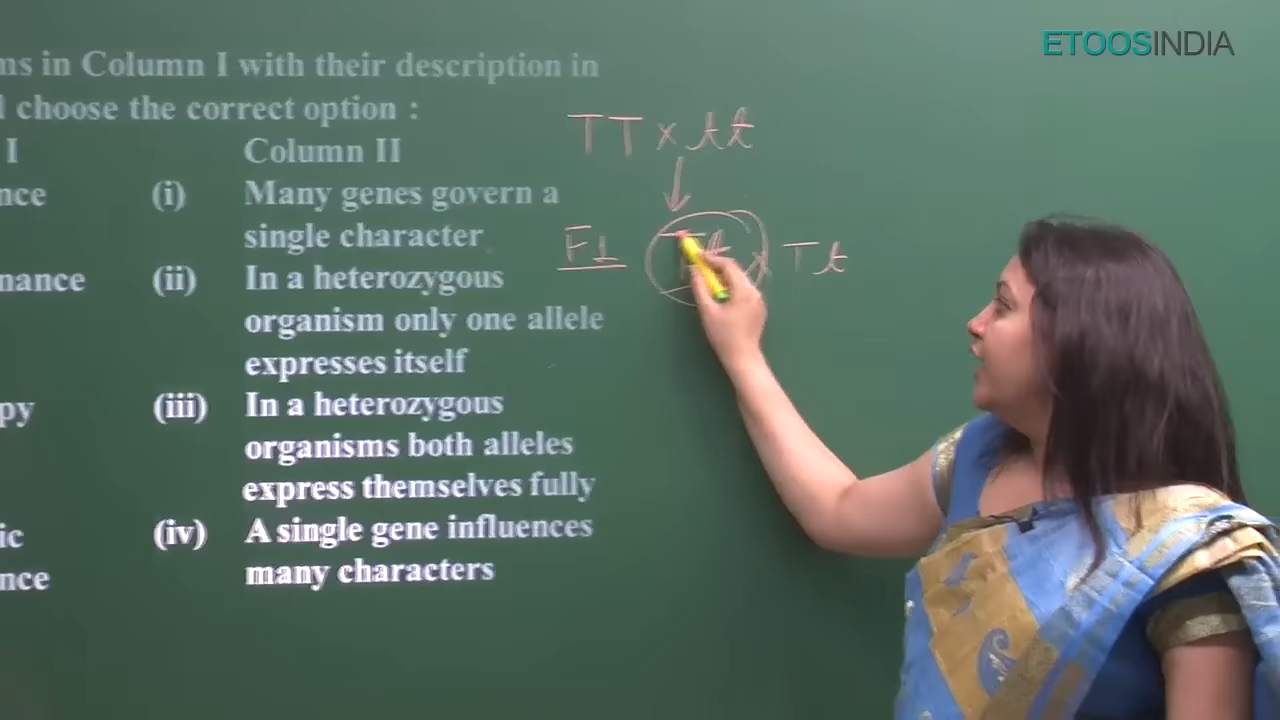 ETOOSINDIA
ms in Column I with their description in
choose the correct option :
I Column II
nce (i) Many genes govern a
single character
nance (ii) In a heterozygous
organism only one allele
expresses itself
py (iii) In a heterozygous
organisms both alleles
express themselves fully
ic (iv) A single gene influences
nce many characters
TT x tt
F1 Tt x Tt